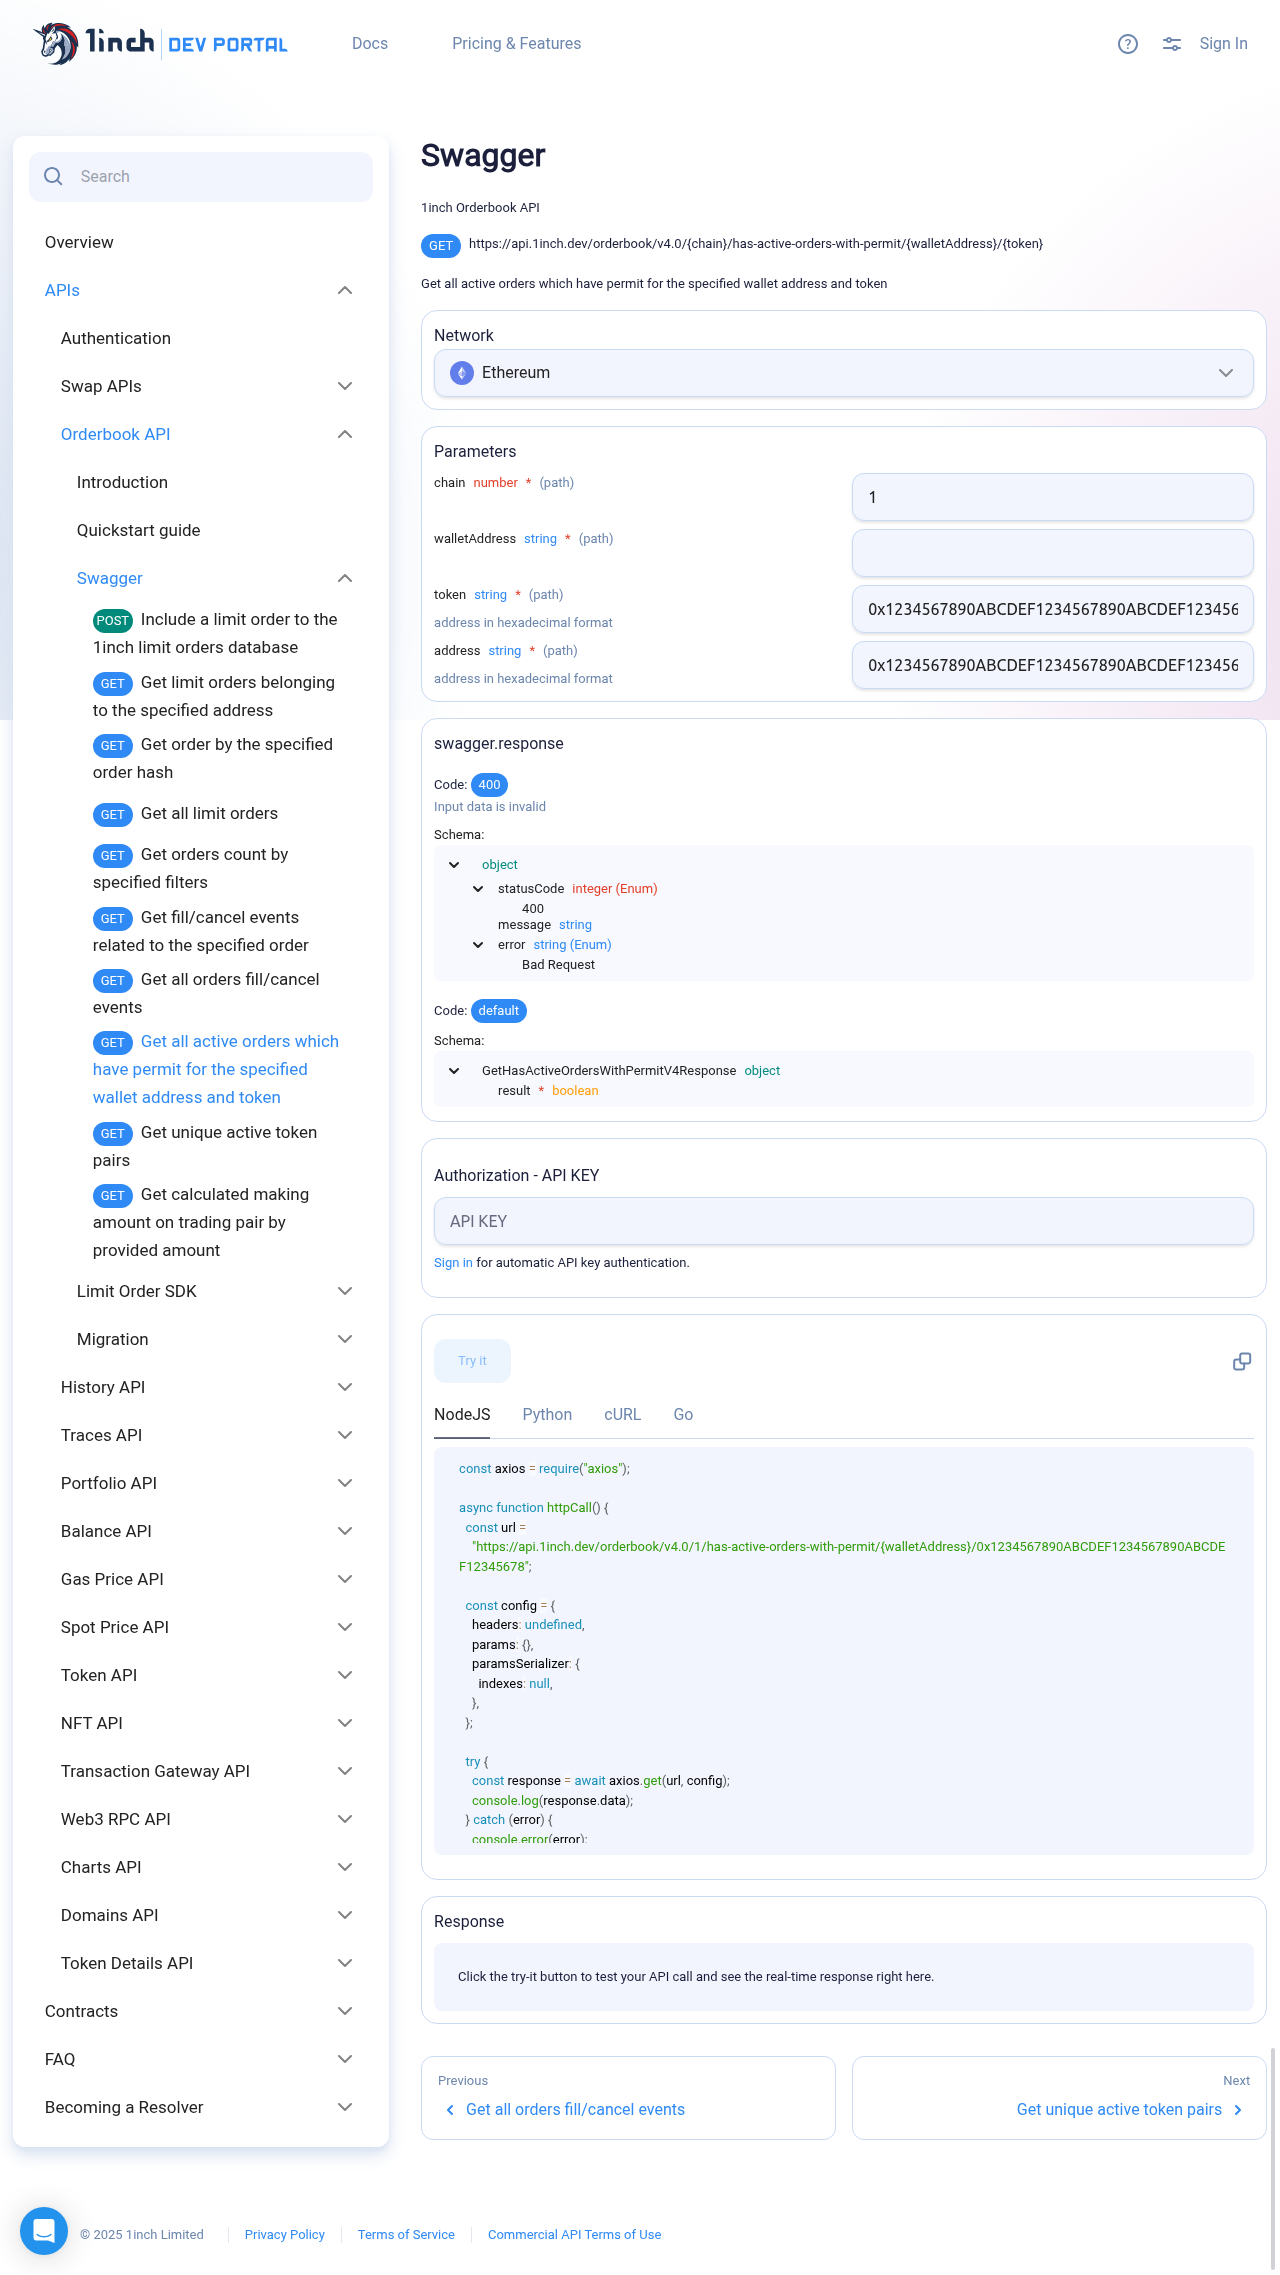 1inch DEV PORTAL
Docs
Pricing & Features
Sign In
Search
Overview
APIs
Authentication
Swap APIs
Orderbook API
Introduction
Quickstart guide
Swagger
POST Include a limit order to the
1inch limit orders database
GET Get limit orders belonging
to the specified address
GET Get order by the specified
order hash
GET Get all limit orders
GET Get orders count by
specified filters
GET Get fill/cancel events
related to the specified order
GET Get all orders fill/cancel
events
GET Get all active orders which
have permit for the specified
wallet address and token
GET Get unique active token
pairs
GET Get calculated making
amount on trading pair by
provided amount
Limit Order SDK
Migration
History API
Traces API
Portfolio API
Balance API
Gas Price API
Spot Price API
Token API
NFT API
Transaction Gateway API
Web3 RPC API
Charts API
Domains API
Token Details API
Contracts
FAQ
Becoming a Resolver
Swagger
1inch Orderbook API
GET https://api.1inch.dev/orderbook/v4.0/{chain}/has-active-orders-with-permit/{walletAddress}/{token}
Get all active orders which have permit for the specified wallet address and token
Network
Ethereum
Parameters
chain number * (path)
1
walletAddress string * (path)
token string * (path)
address in hexadecimal format
0x1234567890ABCDEF1234567890ABCDEF123456
address string * (path)
address in hexadecimal format
0x1234567890ABCDEF1234567890ABCDEF123456
swagger.response
Code: 400
Input data is invalid
Schema:
object
statusCode integer (Enum)
400
message string
error string (Enum)
Bad Request
Code: default
Schema:
GetHasActiveOrdersWithPermitV4Response object
result * boolean
Authorization - API KEY
API KEY
Sign in for automatic API key authentication.
Try it
NodeJS Python cURL Go
const axios = require("axios");
async function httpCall() {
const url =
"https://api.1inch.dev/orderbook/v4.0/1/has-active-orders-with-permit/{walletAddress}/0x1234567890ABCDEF1234567890ABCDE
F12345678";
const config = {
headers: undefined,
params: {},
paramsSerializer: {
indexes: null,
},
};
try {
const response = await axios.get(url, config);
console.log(response.data);
} catch (error) {
console.error(error);
Response
Click the try-it button to test your API call and see the real-time response right here.
Previous
Get all orders fill/cancel events
Next
Get unique active token pairs
© 2025 1inch Limited
Privacy Policy
Terms of Service
Commercial API Terms of Use